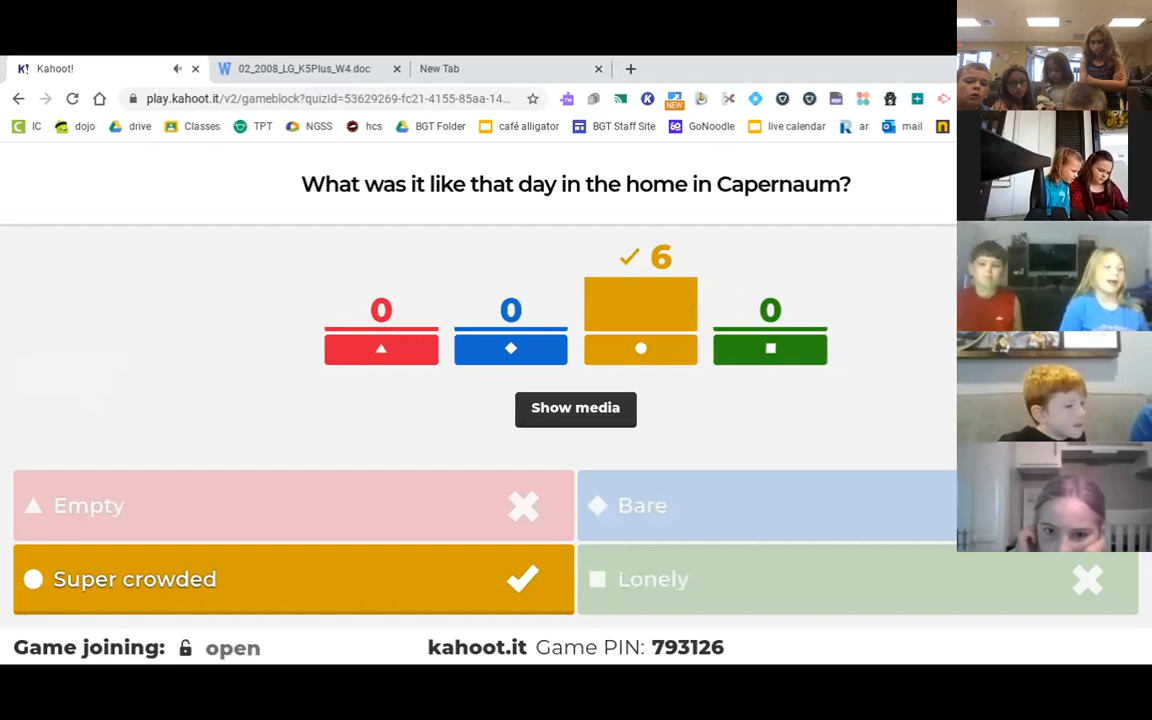 K! Kahoot!
02_2008_LG_K5Plus_W4.doc
New Tab
play.kahoot.it/v2/gameblock?quizId=53629269-fc21-4155-85aa-14...
NEW
IC
dojo
drive
Classes
TPT
NGSS
hcs
BGT Folder
café alligator
BGT Staff Site
GoNoodle
live calendar
ar
mail
What was it like that day in the home in Capernaum?
0
0
6
0
Show media
Empty
Bare
Super crowded
Lonely
Game joining: open
kahoot.it Game PIN: 793126